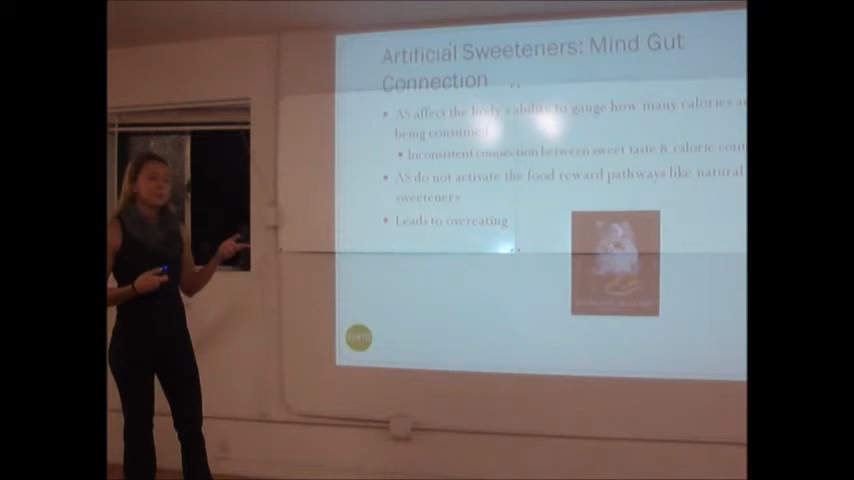 Artificial Sweeteners: Mind Gut
Connection
AS affect the body's ability to gauge how many calories
being consumed
Inconsistent connection between sweet taste & caloric
AS do not activate the food reward pathways like natural
sweeteners
Leads to overeating